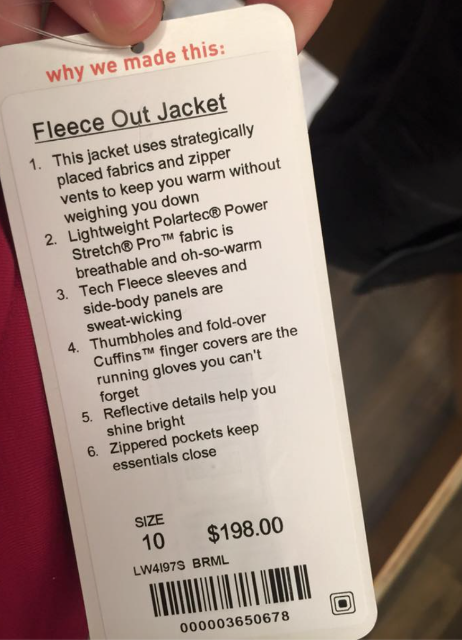 why we made this:
Fleece Out Jacket
1. This jacket uses strategically
placed fabrics and zipper
vents to keep you warm without
weighing you down
2. Lightweight Polartec® Power
Stretch® Pro™ fabric is
breathable and oh-so-warm
3. Tech Fleece sleeves and
side-body panels are
sweat-wicking
4. Thumbholes and fold-over
Cuffins™ finger covers are the
running gloves you can't
forget
5. Reflective details help you
shine bright
6. Zippered pockets keep
essentials close
SIZE
10 $198.00
LW4I97S BRML
000003650678